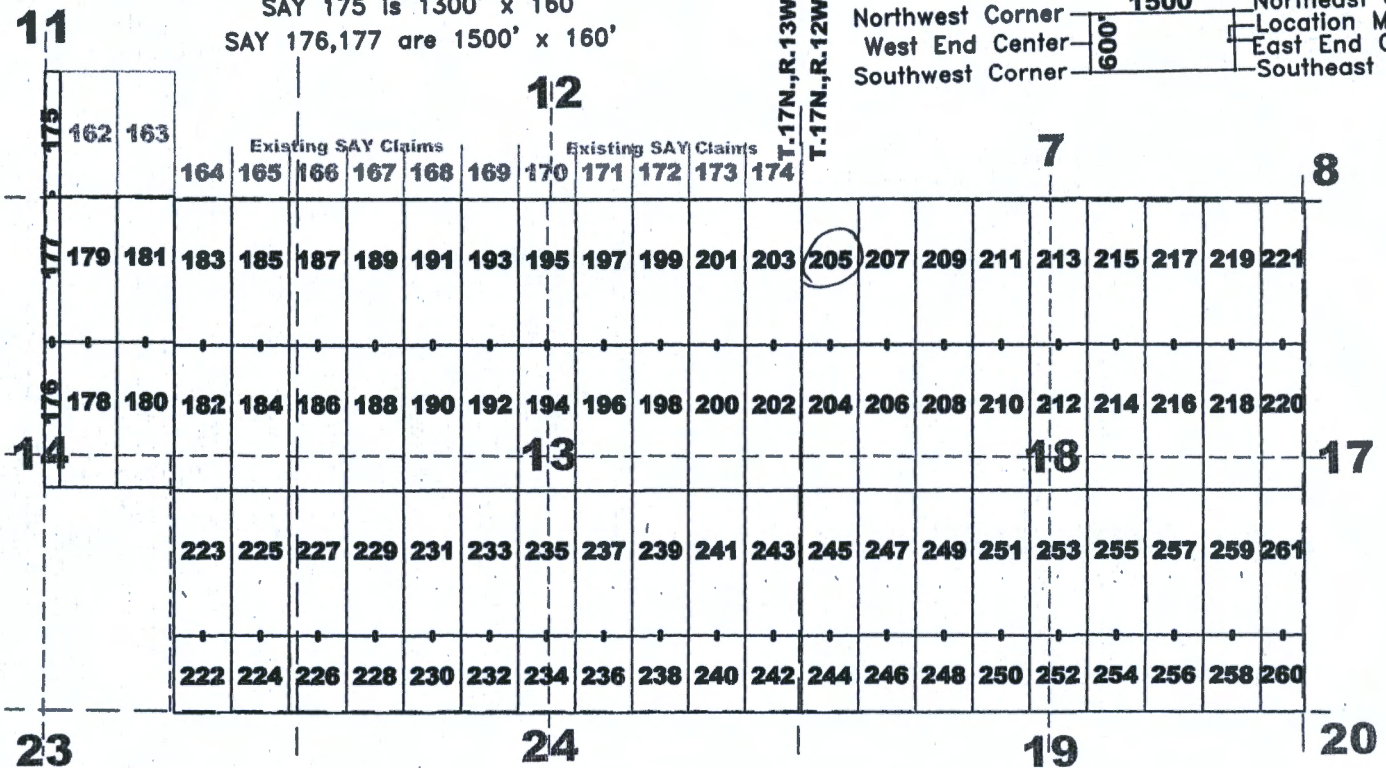 SAY 175 is 1300' x 160'
SAY 176,177 are 1500' x 160'
T.17N.,R.13W
T.17N.,R.12W
1500'
600'
Northwest Corner
West End Center
Southwest Corner
Location
East End
Southeast
11
12
7
8
175 162 163
Existing SAY Claims Existing SAY Claims
164 165 166 167 168 169 170 171 172 173 174
177 179 181 183 185 187 189 191 193 195 197 199 201 203 205 207 209 211 213 215 217 219 221
176 178 180 182 184 186 188 190 192 194 196 198 200 202 204 206 208 210 212 214 216 218 220
14 13 18 17
223 225 227 229 231 233 235 237 239 241 243 245 247 249 251 253 255 257 259 261
222 224 226 228 230 232 234 236 238 240 242 244 246 248 250 252 254 256 258 260
23 24 19 20